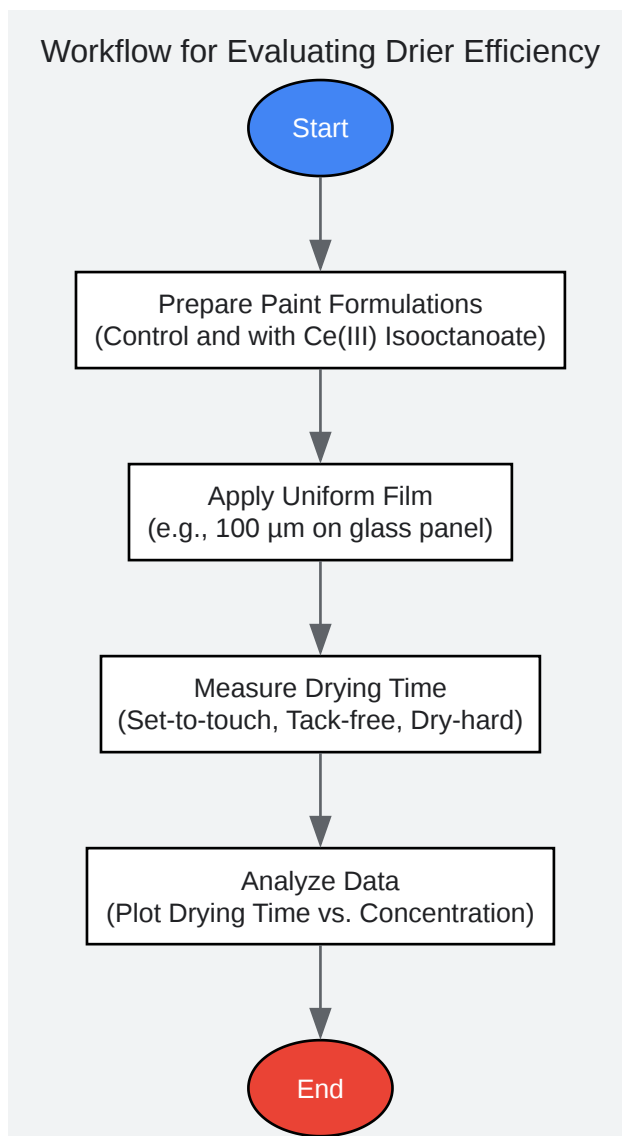 Workflow for Evaluating Drier Efficiency
Start
Prepare Paint Formulations
(Control and with Ce(III) Isooctanoate)
Apply Uniform Film
(e.g., 100 µm on glass panel)
Measure Drying Time
(Set-to-touch, Tack-free, Dry-hard)
Analyze Data
(Plot Drying Time vs. Concentration)
End